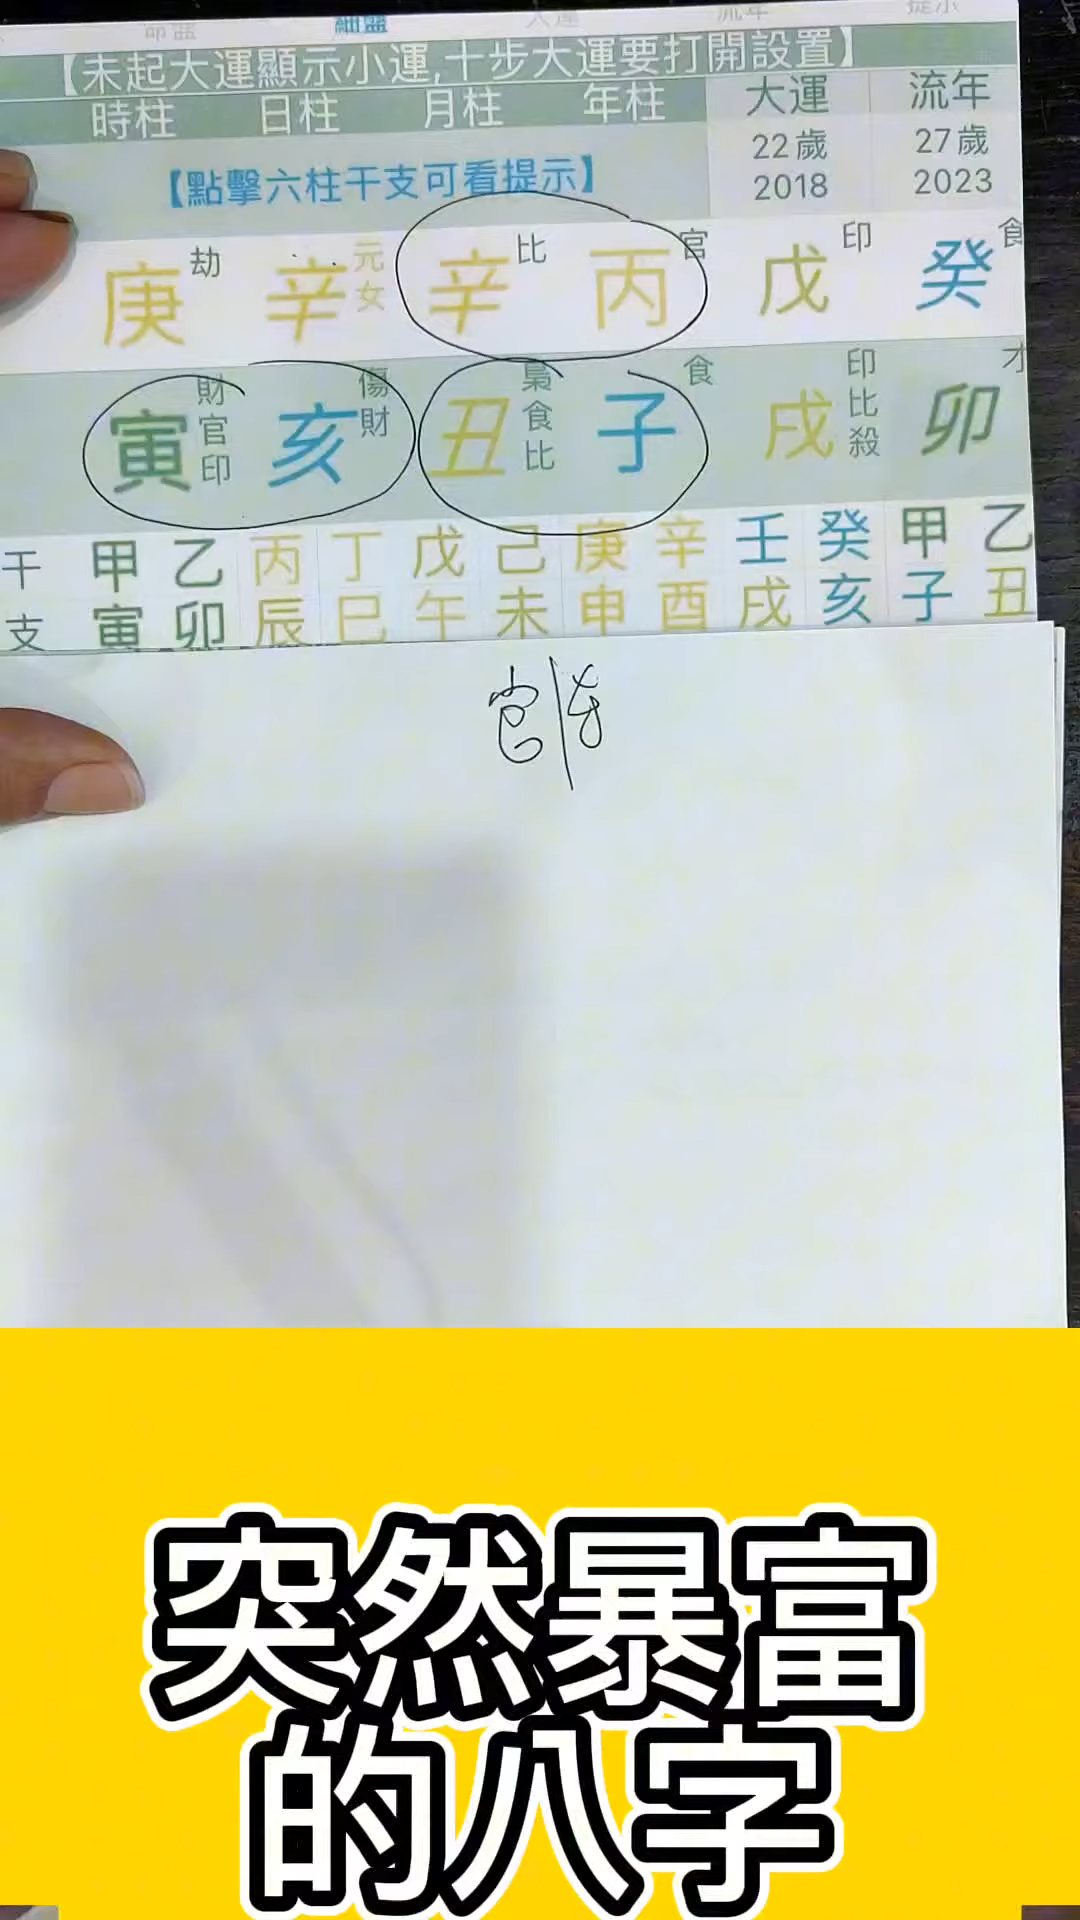 細盤
【未起大運顯示小運,十步大運要打開設置】
時柱 日柱 月柱 年柱 大運 流年
【點擊六柱干支可看提示】 22歲 27歲
2018 2023
庚 劫 辛 元女 辛 比 丙 官 戊 印 癸 食
寅 財官印 亥 傷財 丑 梟食比 子 食 戌 印比殺 卯 才
干 甲 乙 丙 丁 戊 己 庚 辛 壬 癸 甲 乙
支 寅 卯 辰 巳 午 未 申 酉 戌 亥 子 丑
突然暴富
的八字